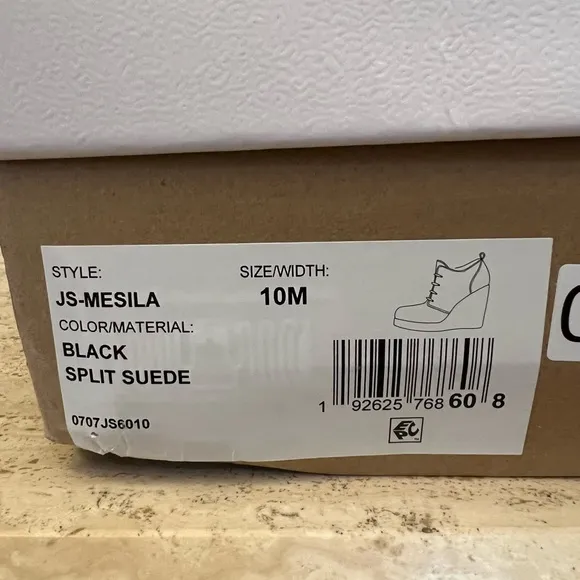 STYLE: SIZE/WIDTH:
JS-MESILA 10M
COLOR/MATERIAL:
BLACK
SPLIT SUEDE
0707JS6010
1 92625 768 60 8